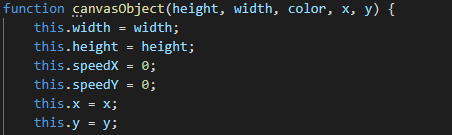 function canvasObject(height, width, color, x, y) {
    this.width = width;
    this.height = height;
    this.speedX = 0;
    this.speedY = 0;
    this.x = x;
    this.y = y;